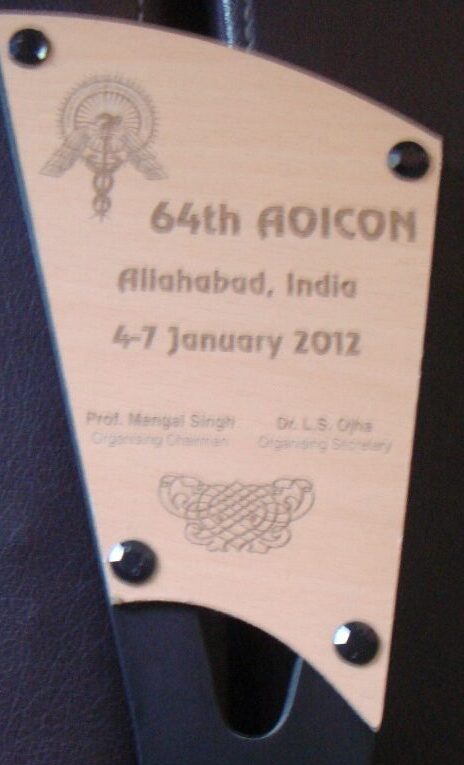 64th AOICON
Allahabad, India
4-7 January 2012
Prof. Mangal Singh Dr. L.S. Ojha
Organising Chairman Organising Secretary